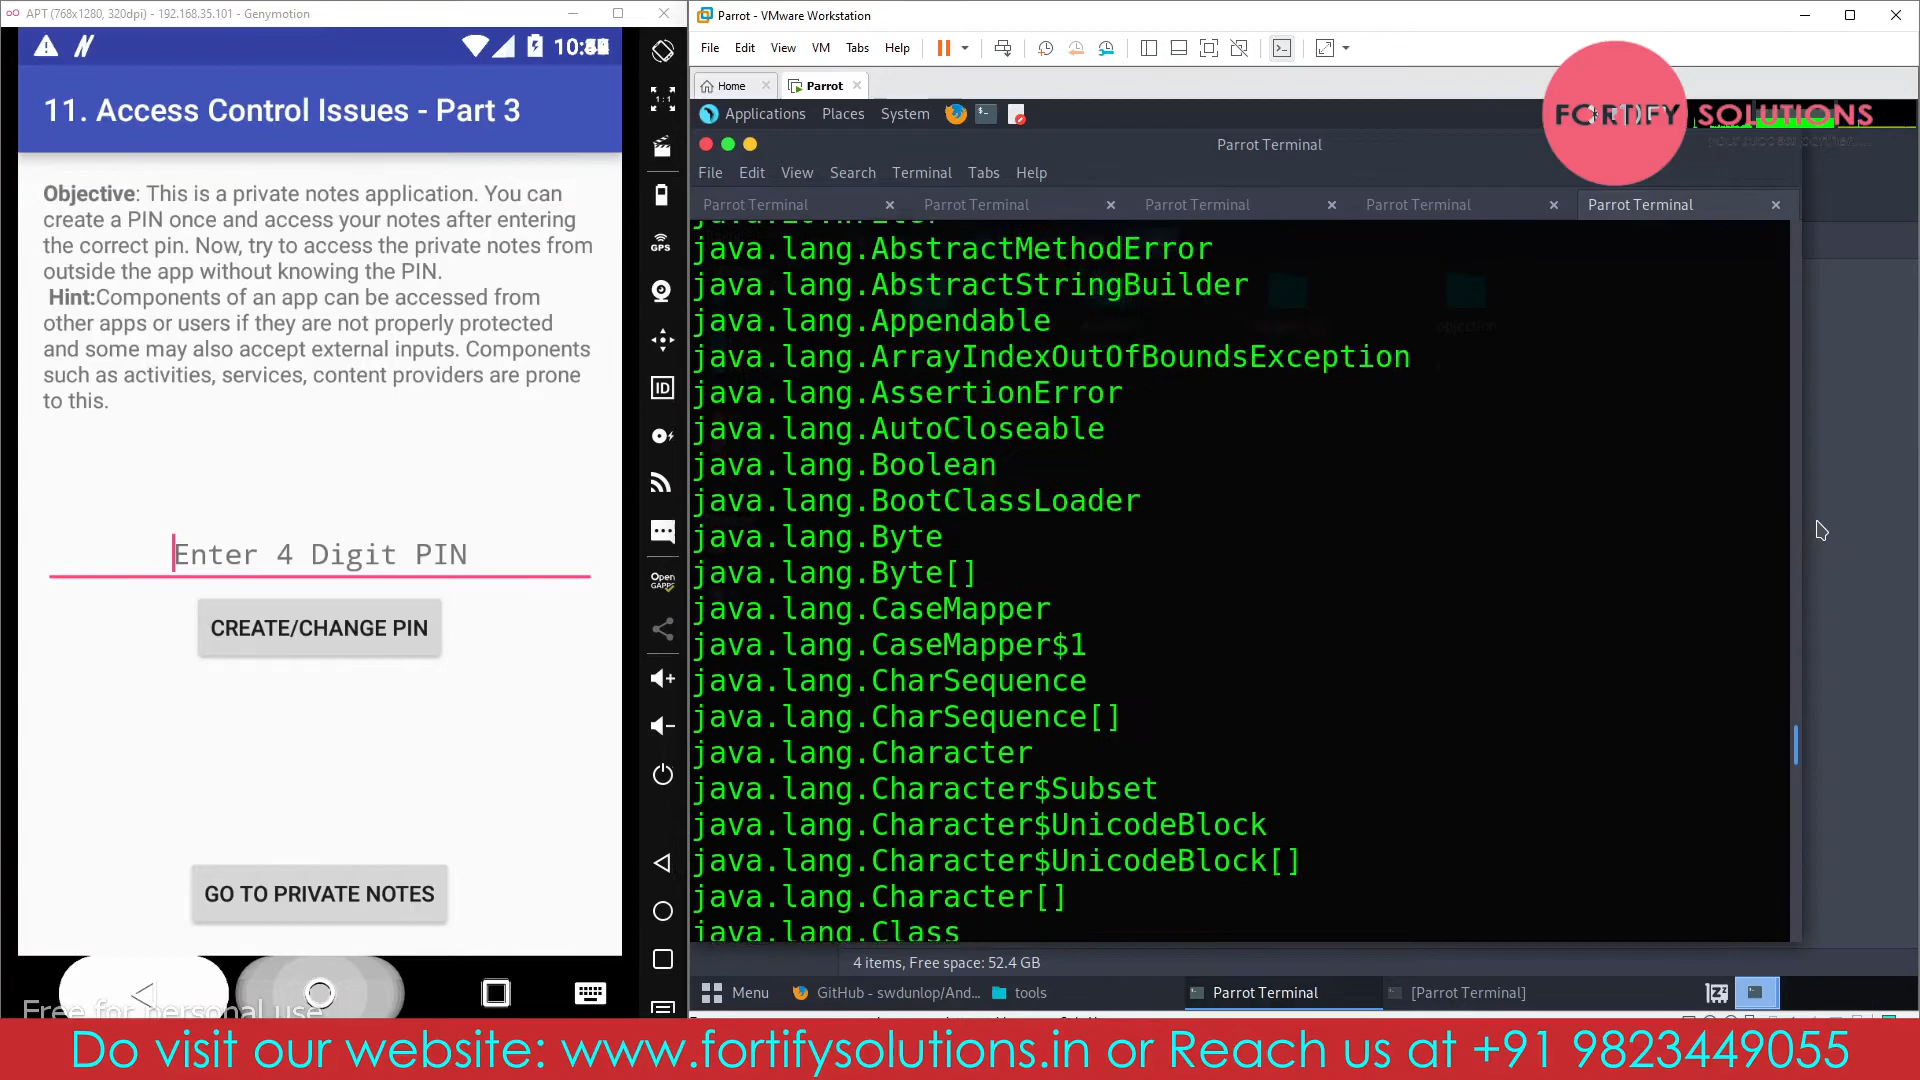 APT (768x1280, 320dpi) - 192.168.35.101 - Genymotion
11. Access Control Issues - Part 3
Objective: This is a private notes application. You can
create a PIN once and access your notes after entering
the correct pin. Now, try to access the private notes from
outside the app without knowing the PIN.
Hint:Components of an app can be accessed from
other apps or users if they are not properly protected
and some may also accept external inputs. Components
such as activities, services, content providers are prone
to this.
Enter 4 Digit PIN
CREATE/CHANGE PIN
GO TO PRIVATE NOTES
Free for personal use
1:1
GPS
ID
Open
GAPPS
Parrot - VMware Workstation
File Edit View VM Tabs Help
Home Parrot
Applications Places System
FORTIFY SOLUTIONS
Parrot Terminal
File Edit View Search Terminal Tabs Help
Parrot Terminal Parrot Terminal Parrot Terminal Parrot Terminal Parrot Terminal
java.lang.AbstractMethodError
java.lang.AbstractStringBuilder
java.lang.Appendable
java.lang.ArrayIndexOutOfBoundsException
java.lang.AssertionError
java.lang.AutoCloseable
java.lang.Boolean
java.lang.BootClassLoader
java.lang.Byte
java.lang.Byte[]
java.lang.CaseMapper
java.lang.CaseMapper$1
java.lang.CharSequence
java.lang.CharSequence[]
java.lang.Character
java.lang.Character$Subset
java.lang.Character$UnicodeBlock
java.lang.Character$UnicodeBlock[]
java.lang.Character[]
java.lang.Class
objection
4 items, Free space: 52.4 GB
Menu GitHub - swdunlop/And... tools Parrot Terminal [Parrot Terminal]
Do visit our website: www.fortifysolutions.in or Reach us at +91 9823449055